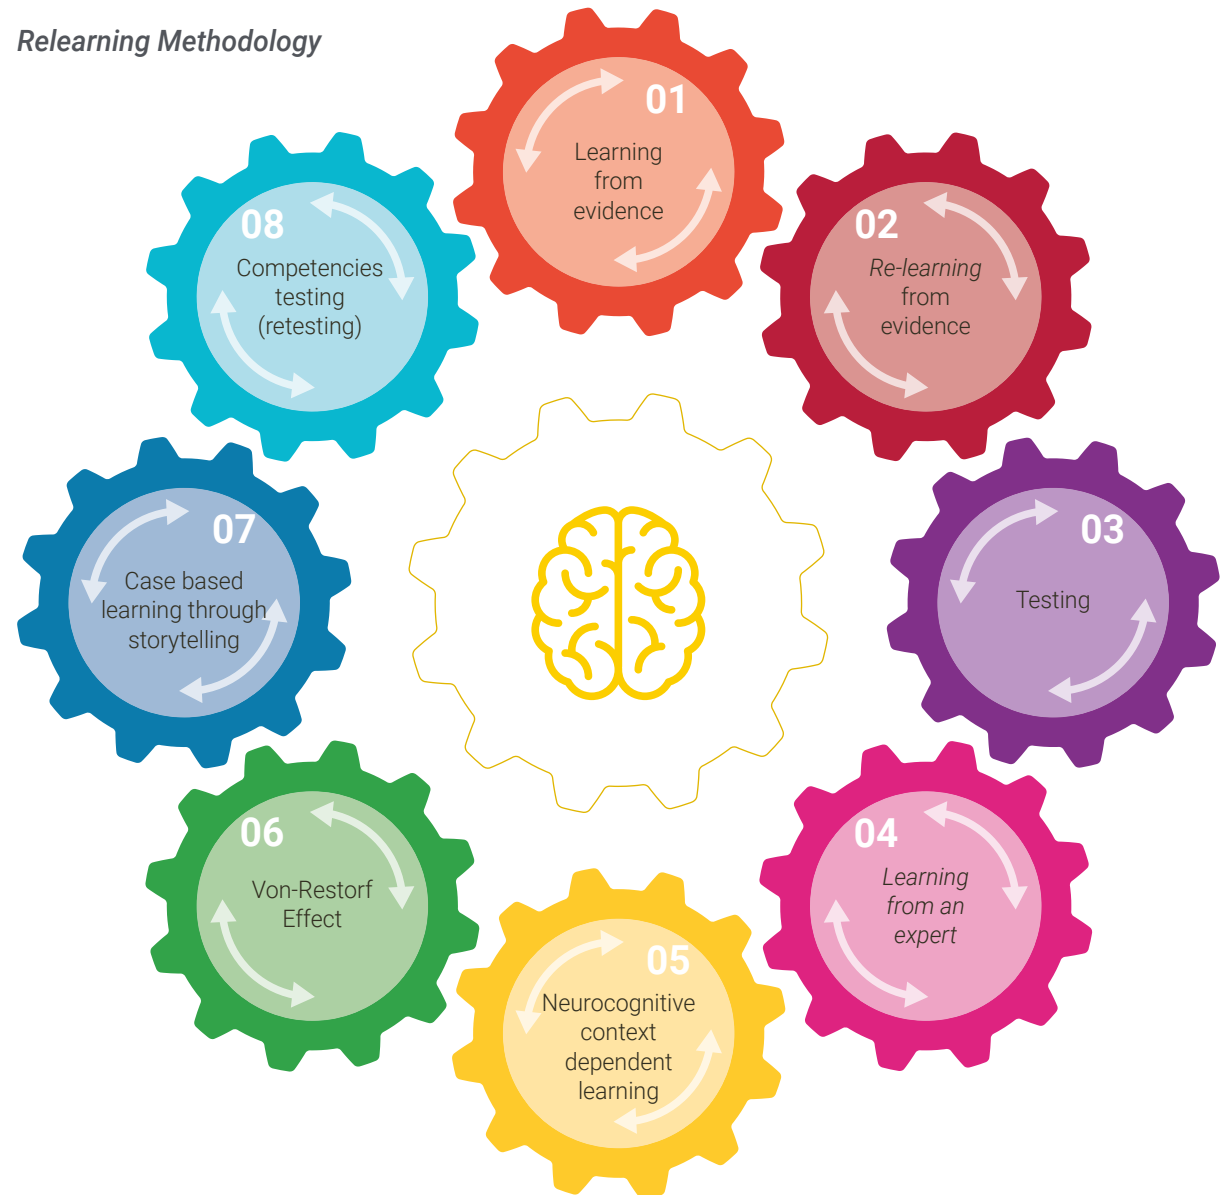 Relearning Methodology
01
Learning
from
evidence
02
Re-learning
from
evidence
03
Testing
04
Learning
from an
expert
05
Neurocognitive
context
dependent
learning
06
Von-Restorf
Effect
07
Case based
learning through
storytelling
08
Competencies
testing
(retesting)